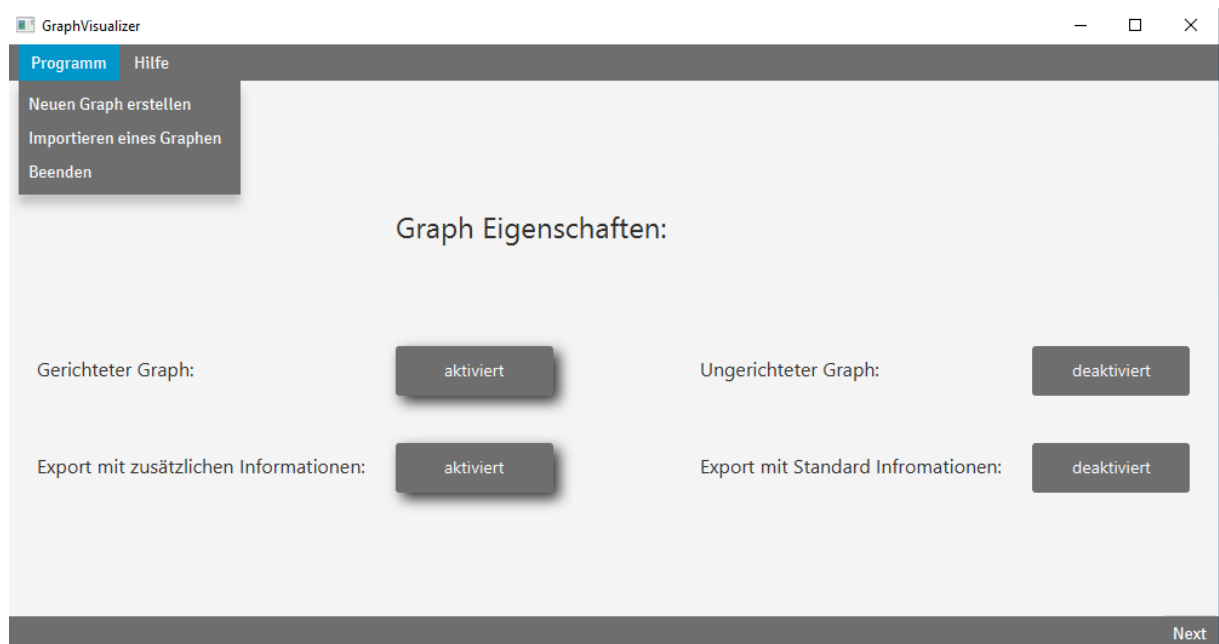 GraphVisualizer
Programm Hilfe
Neuen Graph erstellen
Importieren eines Graphen
Beenden
Graph Eigenschaften:
Gerichteter Graph: aktiviert Ungerichteter Graph: deaktiviert
Export mit zusätzlichen Informationen: aktiviert Export mit Standard Infromationen: deaktiviert
Next